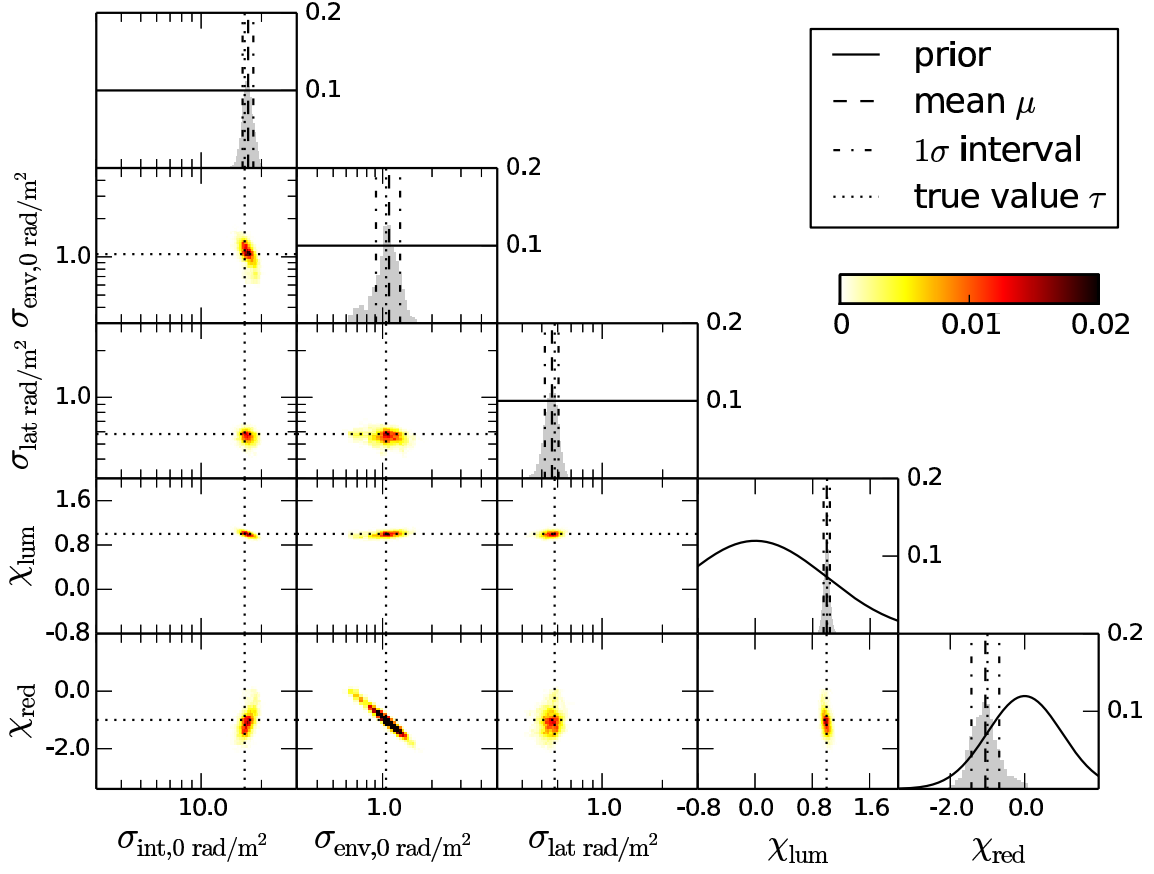 0.2
0.1
prior
mean μ
1σ interval
true value τ
σenv,0 rad/m²
1.0
0.2
0.1
0
0.01
0.02
σlat rad/m²
1.0
0.2
0.1
χlum
1.6
0.8
0.0
-0.8
0.2
0.1
χred
0.0
-2.0
0.2
0.1
10.0
1.0
1.0
-0.8
0.0
0.8
1.6
-2.0
0.0
σint,0 rad/m²
σenv,0 rad/m²
σlat rad/m²
χlum
χred